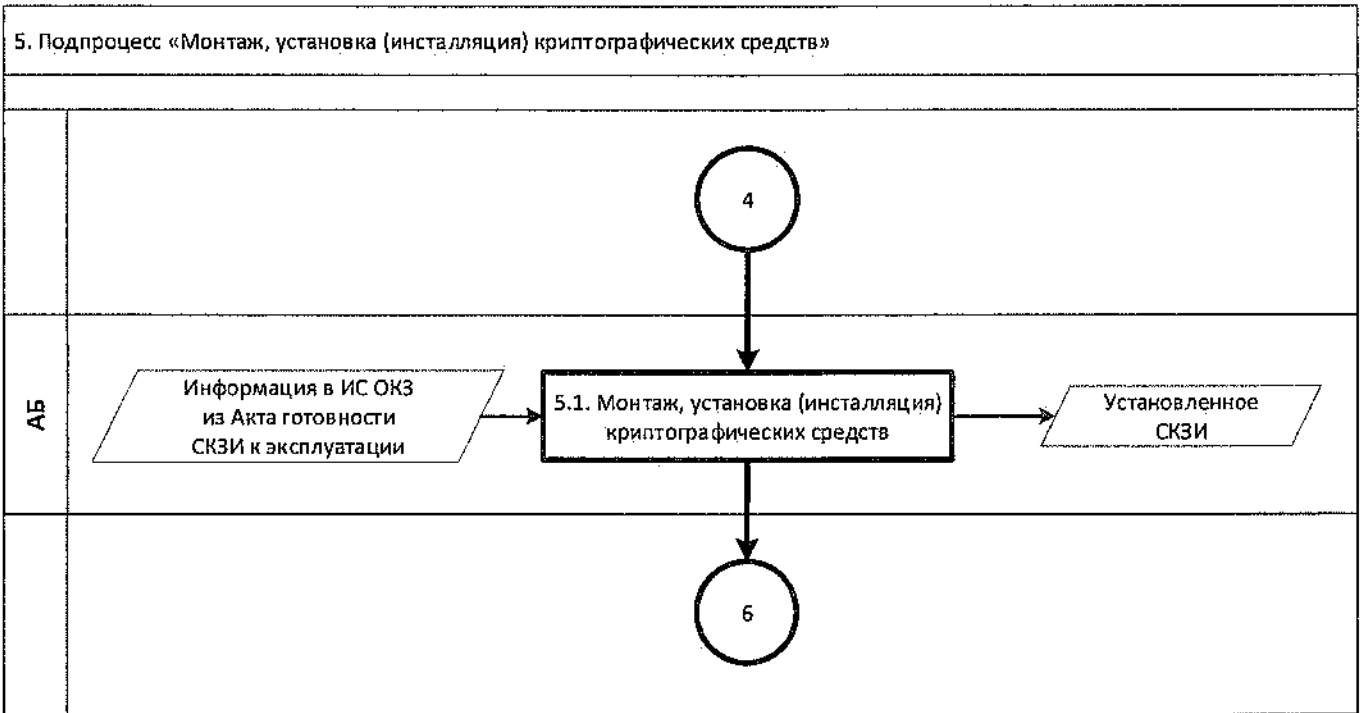 5. Подпроцесс «Монтаж, установка (инсталляция) криптографических средств»
4
АБ
Информация в ИС ОКЗ
из Акта готовности
СКЗИ к эксплуатации
5.1. Монтаж, установка (инсталляция)
криптографических средств
Установленное
СКЗИ
6